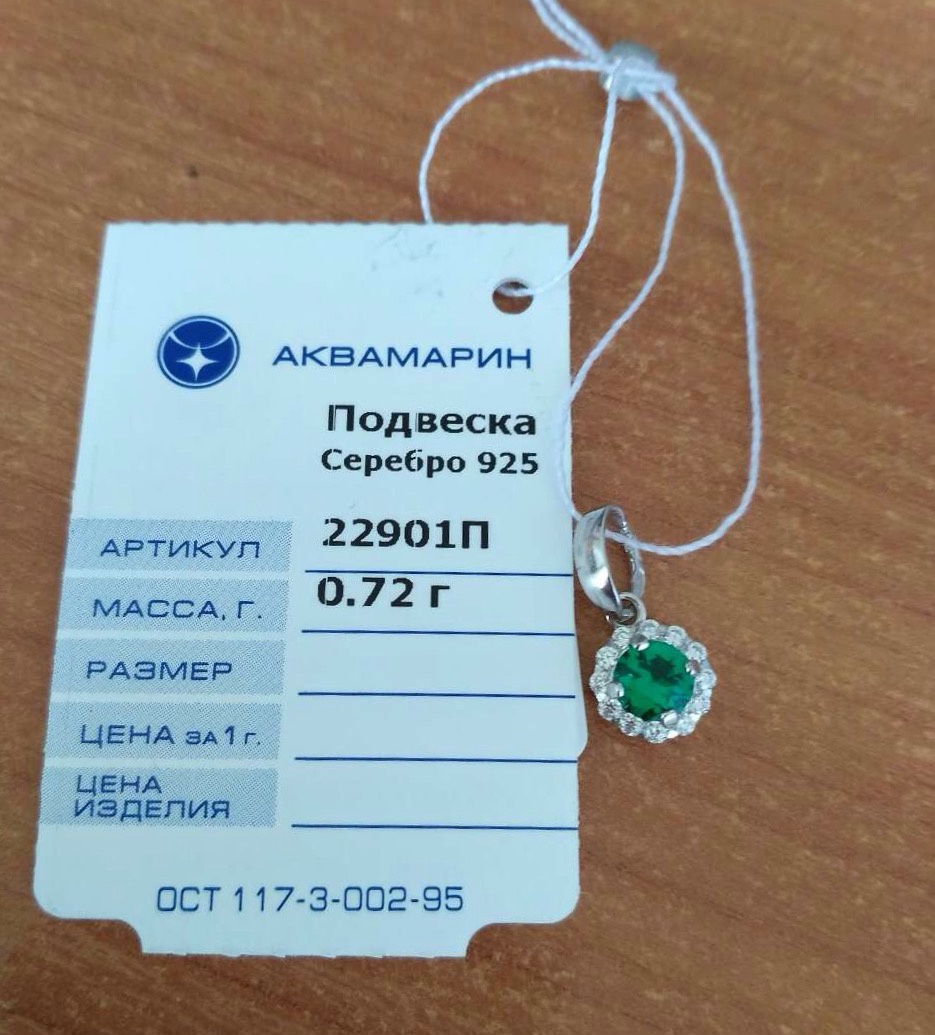 АКВАМАРИН
Подвеска
Серебро 925
АРТИКУЛ 22901П
МАССА, Г. 0.72 г
РАЗМЕР
ЦЕНА ЗА 1 г.
ЦЕНА
ИЗДЕЛИЯ
ОСТ 117-3-002-95